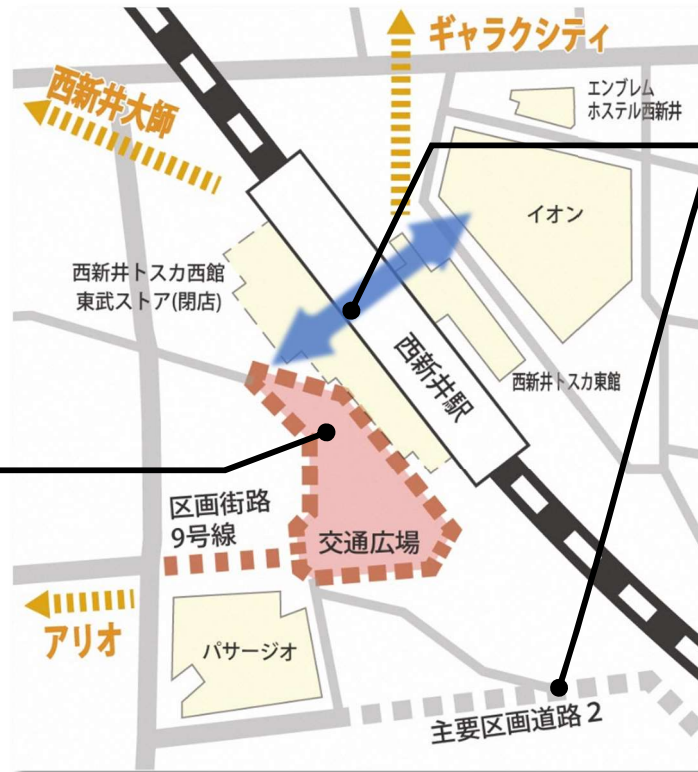 ギャラクシティ
西新井大師
エンブレム
ホステル西新井
イオン
西新井トスカ西館
東武ストア(閉店)
西新井駅
西新井トスカ東館
区画街路
9号線
交通広場
アリオ
パサージオ
主要区画道路2